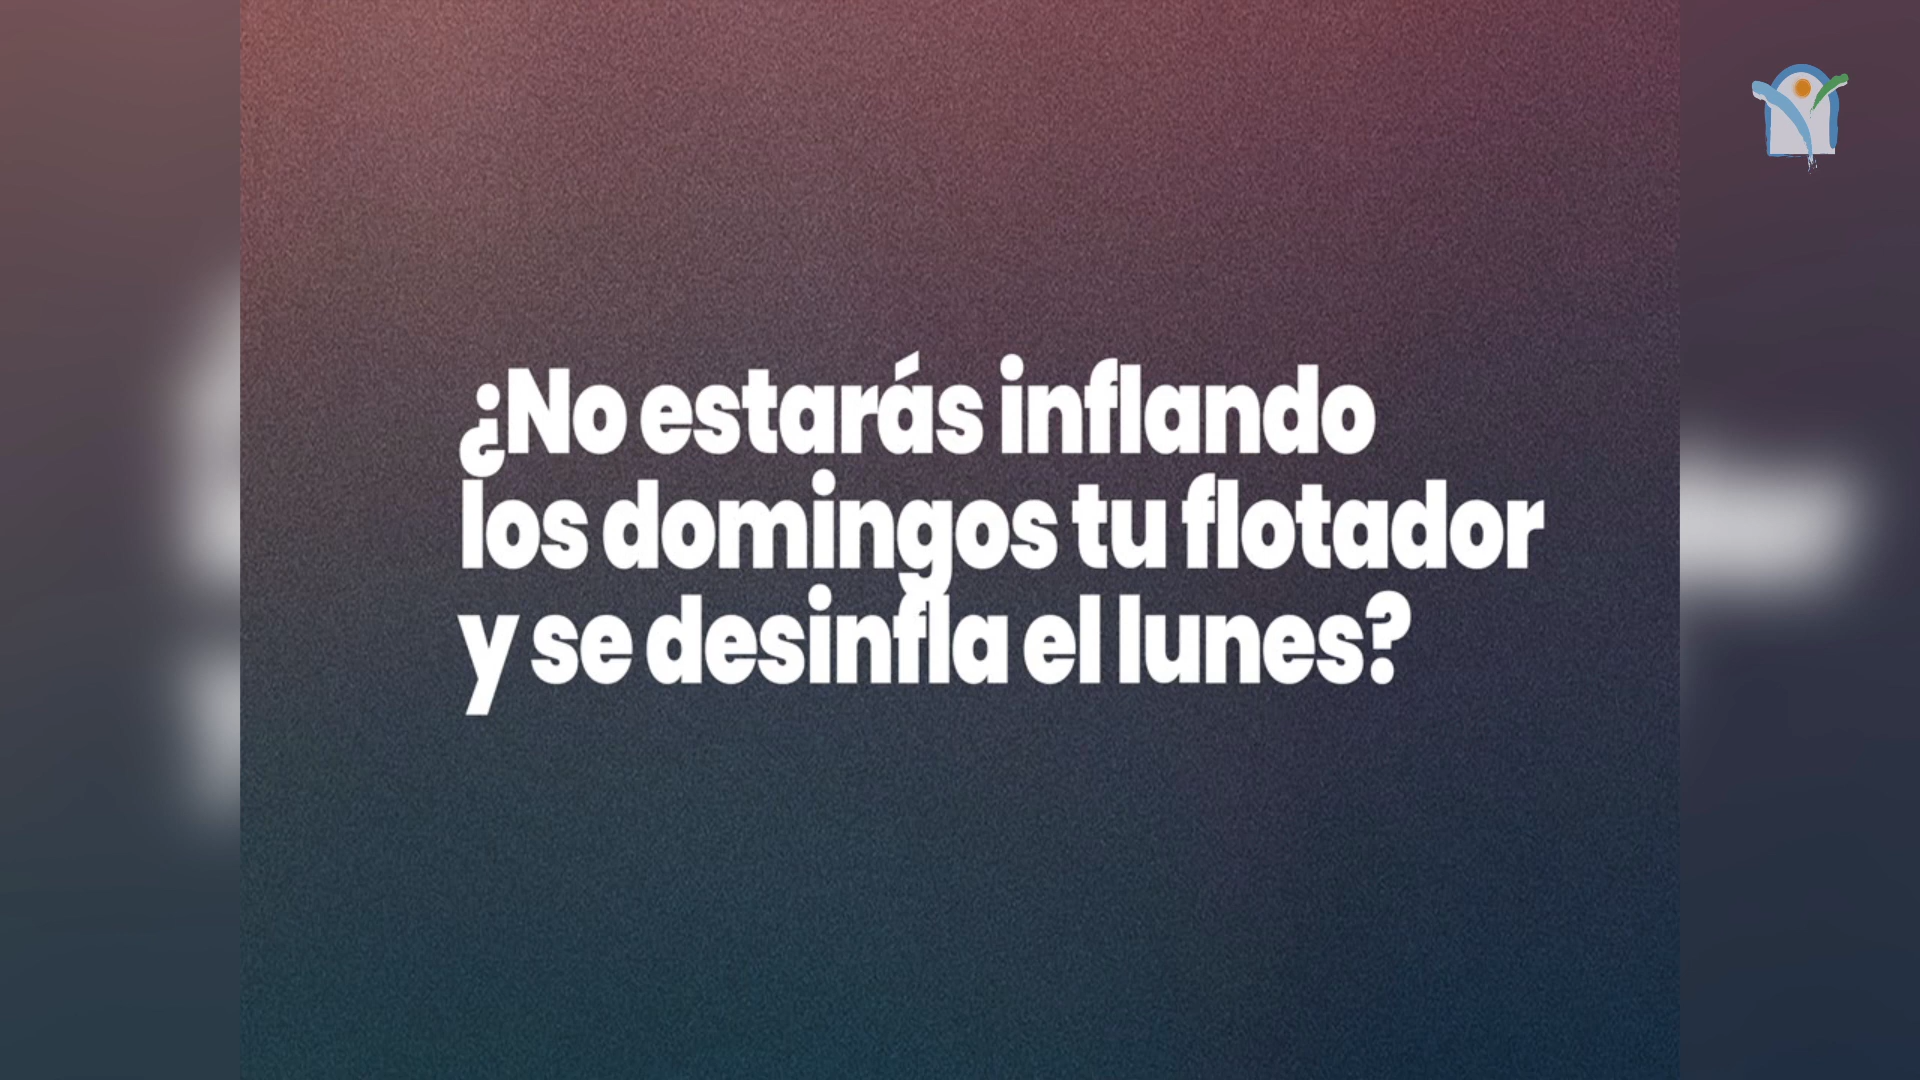 ¿No estarás inflando
los domingos tu flotador
y se desinfla el lunes?